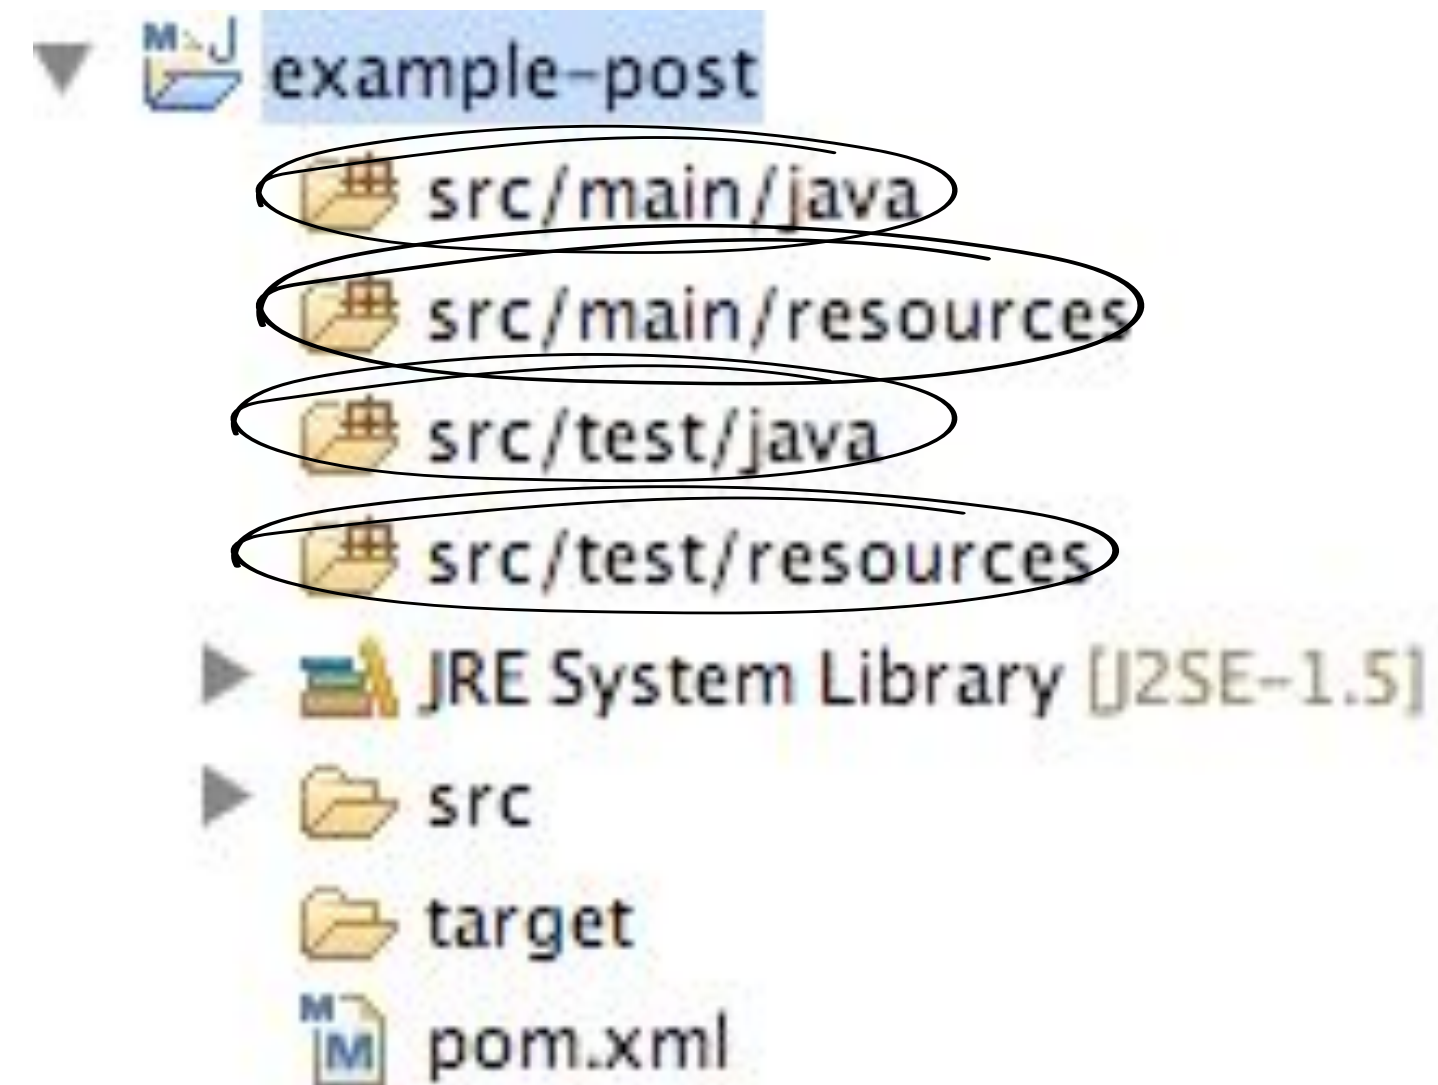 example-post
src/main/java
src/main/resources
src/test/java
src/test/resources
JRE System Library [J2SE-1.5]
src
target
pom.xml